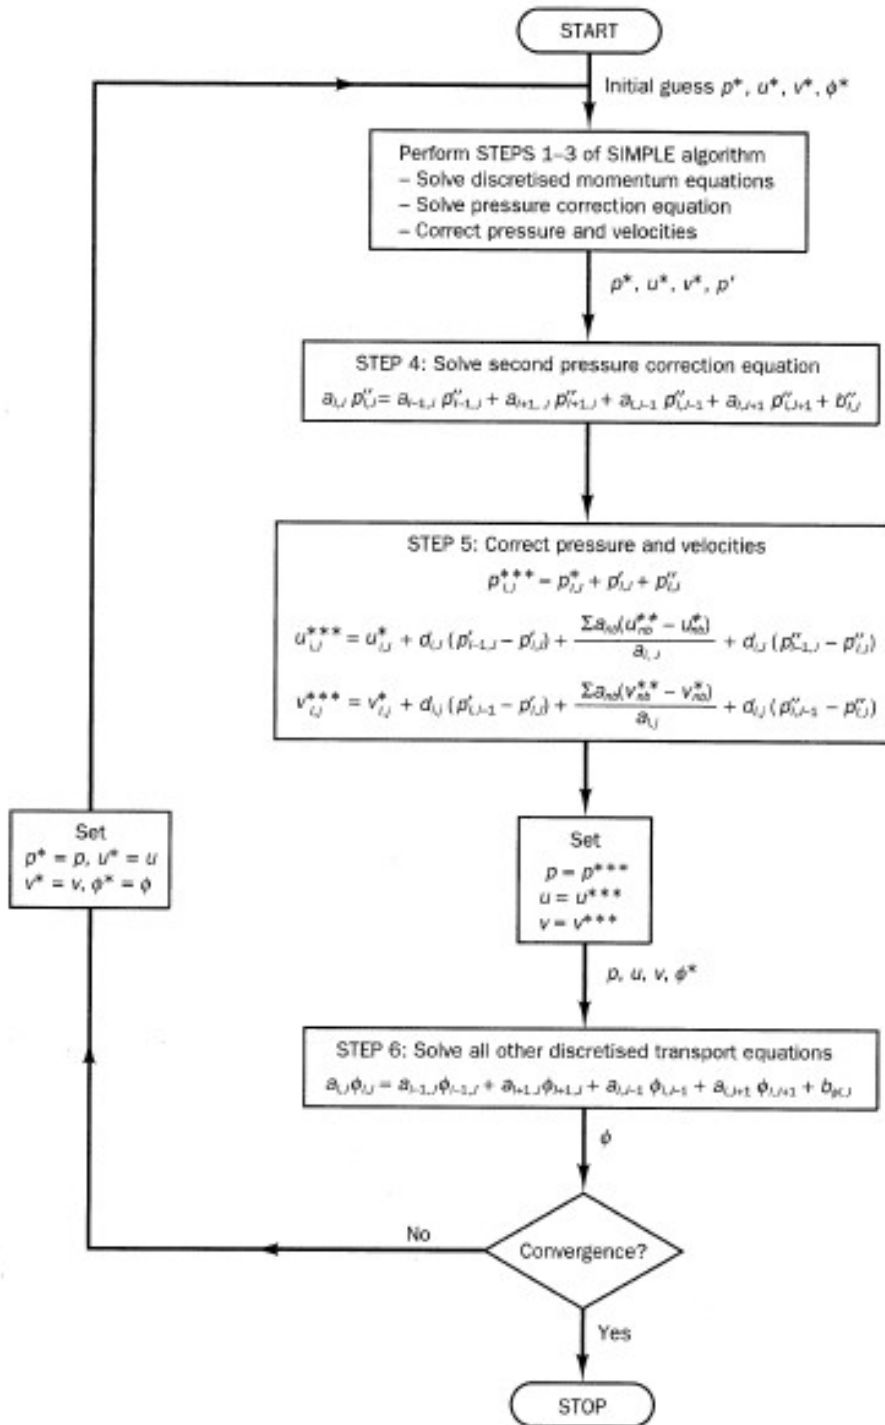 START
Initial guess p*, u*, v*, ϕ*
Perform STEPS 1–3 of SIMPLE algorithm
– Solve discretised momentum equations
– Solve pressure correction equation
– Correct pressure and velocities
p*, u*, v*, p'
STEP 4: Solve second pressure correction equation
a_{I,J} p''_{I,J} = a_{I-1,J} p''_{I-1,J} + a_{I+1,J} p''_{I+1,J} + a_{I,J-1} p''_{I,J-1} + a_{I,J+1} p''_{I,J+1} + b''_{I,J}
STEP 5: Correct pressure and velocities
p***_{I,J} = p*_{I,J} + p'_{I,J} + p''_{I,J}
u***_{i,J} = u*_{i,J} + d_{i,J} (p'_{I-1,J} – p'_{I,J}) + Σa_{nb}(u**_{nb} – u*_{nb}) / a_{i,J} + d_{i,J} (p''_{I-1,J} – p''_{I,J})
v***_{I,j} = v*_{I,j} + d_{I,j} (p'_{I,J-1} – p'_{I,J}) + Σa_{nb}(v**_{nb} – v*_{nb}) / a_{I,j} + d_{I,j} (p''_{I,J-1} – p''_{I,J})
Set
p* = p, u* = u
v* = v, ϕ* = ϕ
Set
p = p***
u = u***
v = v***
p, u, v, ϕ*
STEP 6: Solve all other discretised transport equations
a_{I,J} ϕ_{I,J} = a_{I-1,J} ϕ_{I-1,J} + a_{I+1,J} ϕ_{I+1,J} + a_{I,J-1} ϕ_{I,J-1} + a_{I,J+1} ϕ_{I,J+1} + b_{ϕI,J}
ϕ
No
Convergence?
Yes
STOP